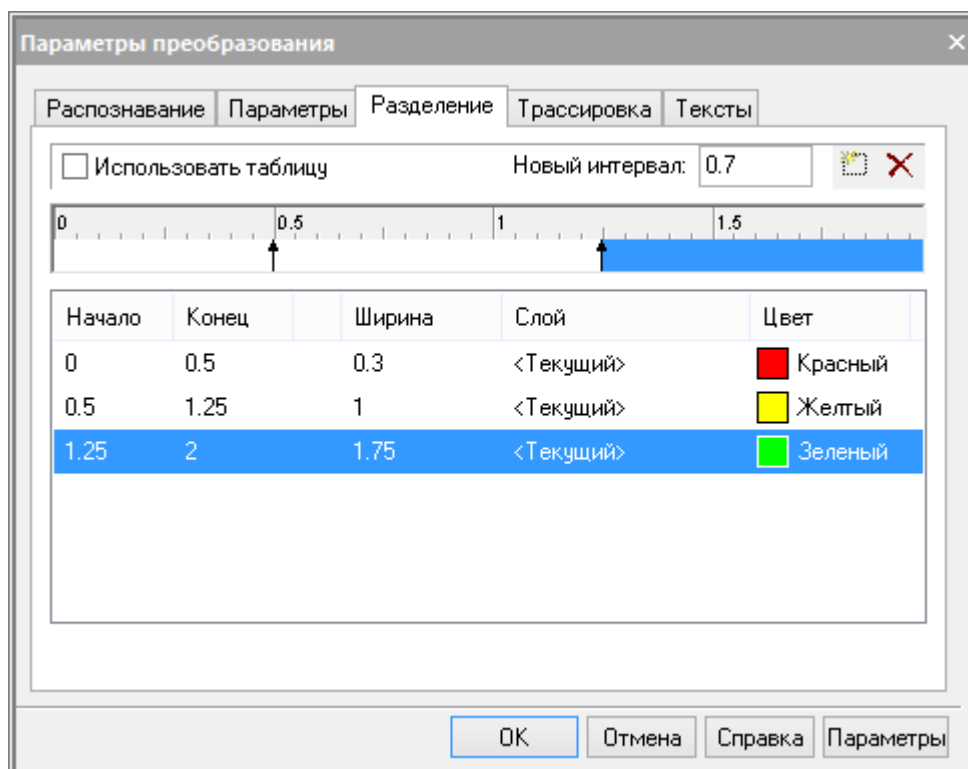 Параметры преобразования
Распознавание Параметры Разделение Трассировка Тексты
Использовать таблицу Новый интервал: 0.7
0 0.5 1 1.5
Начало Конец Ширина Слой Цвет
0 0.5 0.3 <Текущий> Красный
0.5 1.25 1 <Текущий> Желтый
1.25 2 1.75 <Текущий> Зеленый
OK Отмена Справка Параметры